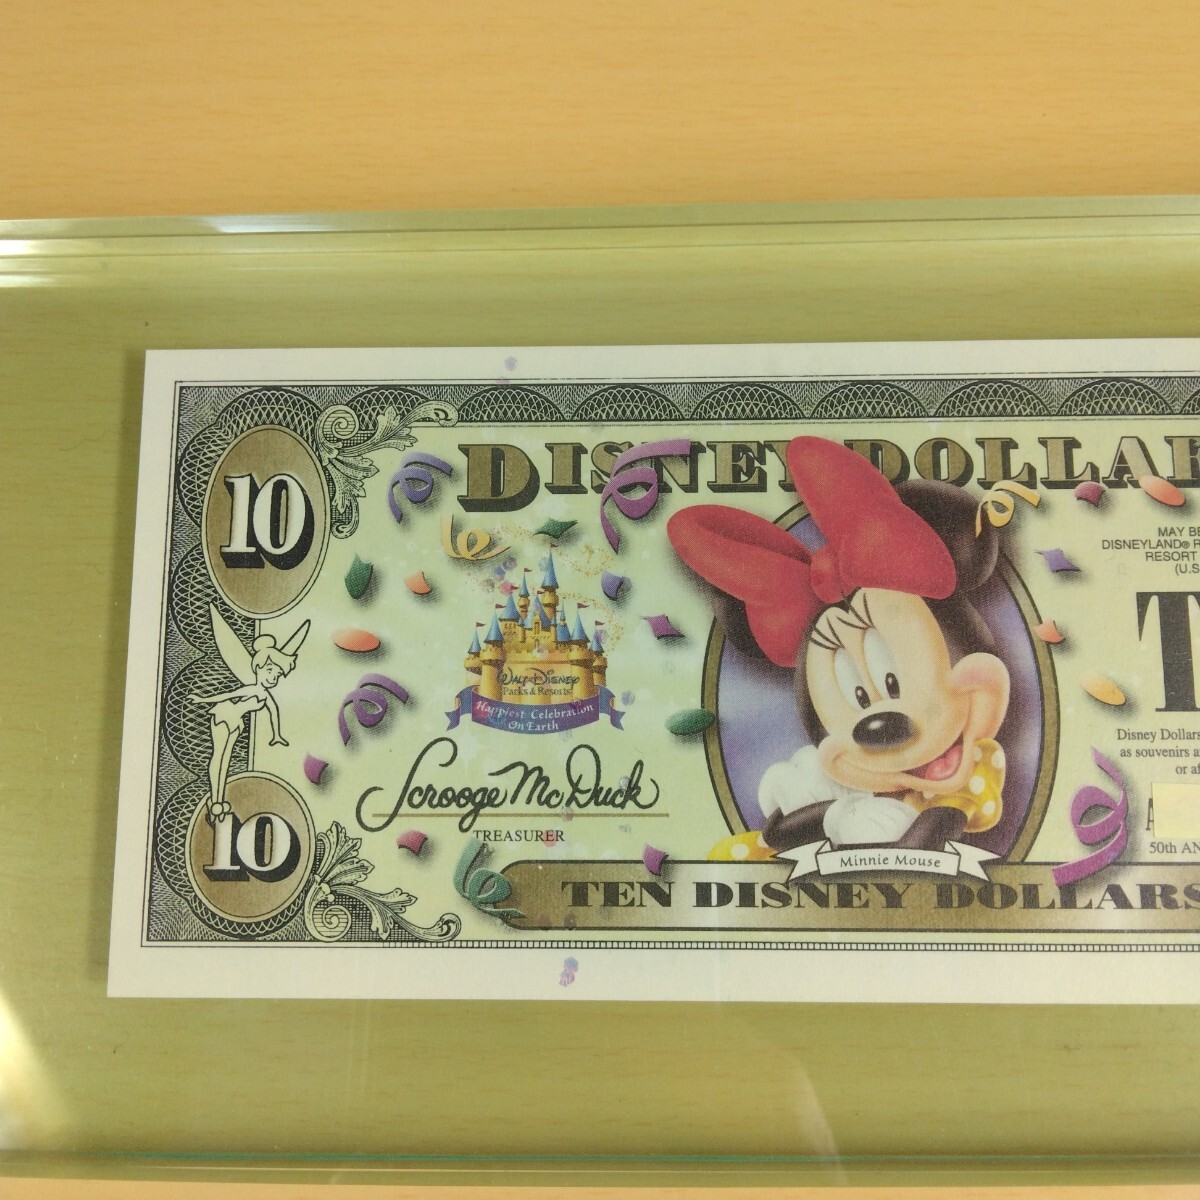 10
DISNEY DOLLAR
MAY BE
DISNEYLAND® R
RESORT
(U.S
WALT DISNEY
Parks & Resorts
Happiest Celebration
On Earth
Scrooge McDuck
TREASURER
T
Disney Dollars
as souvenirs a
or af
A
50th AN
10
Minnie Mouse
TEN DISNEY DOLLARS